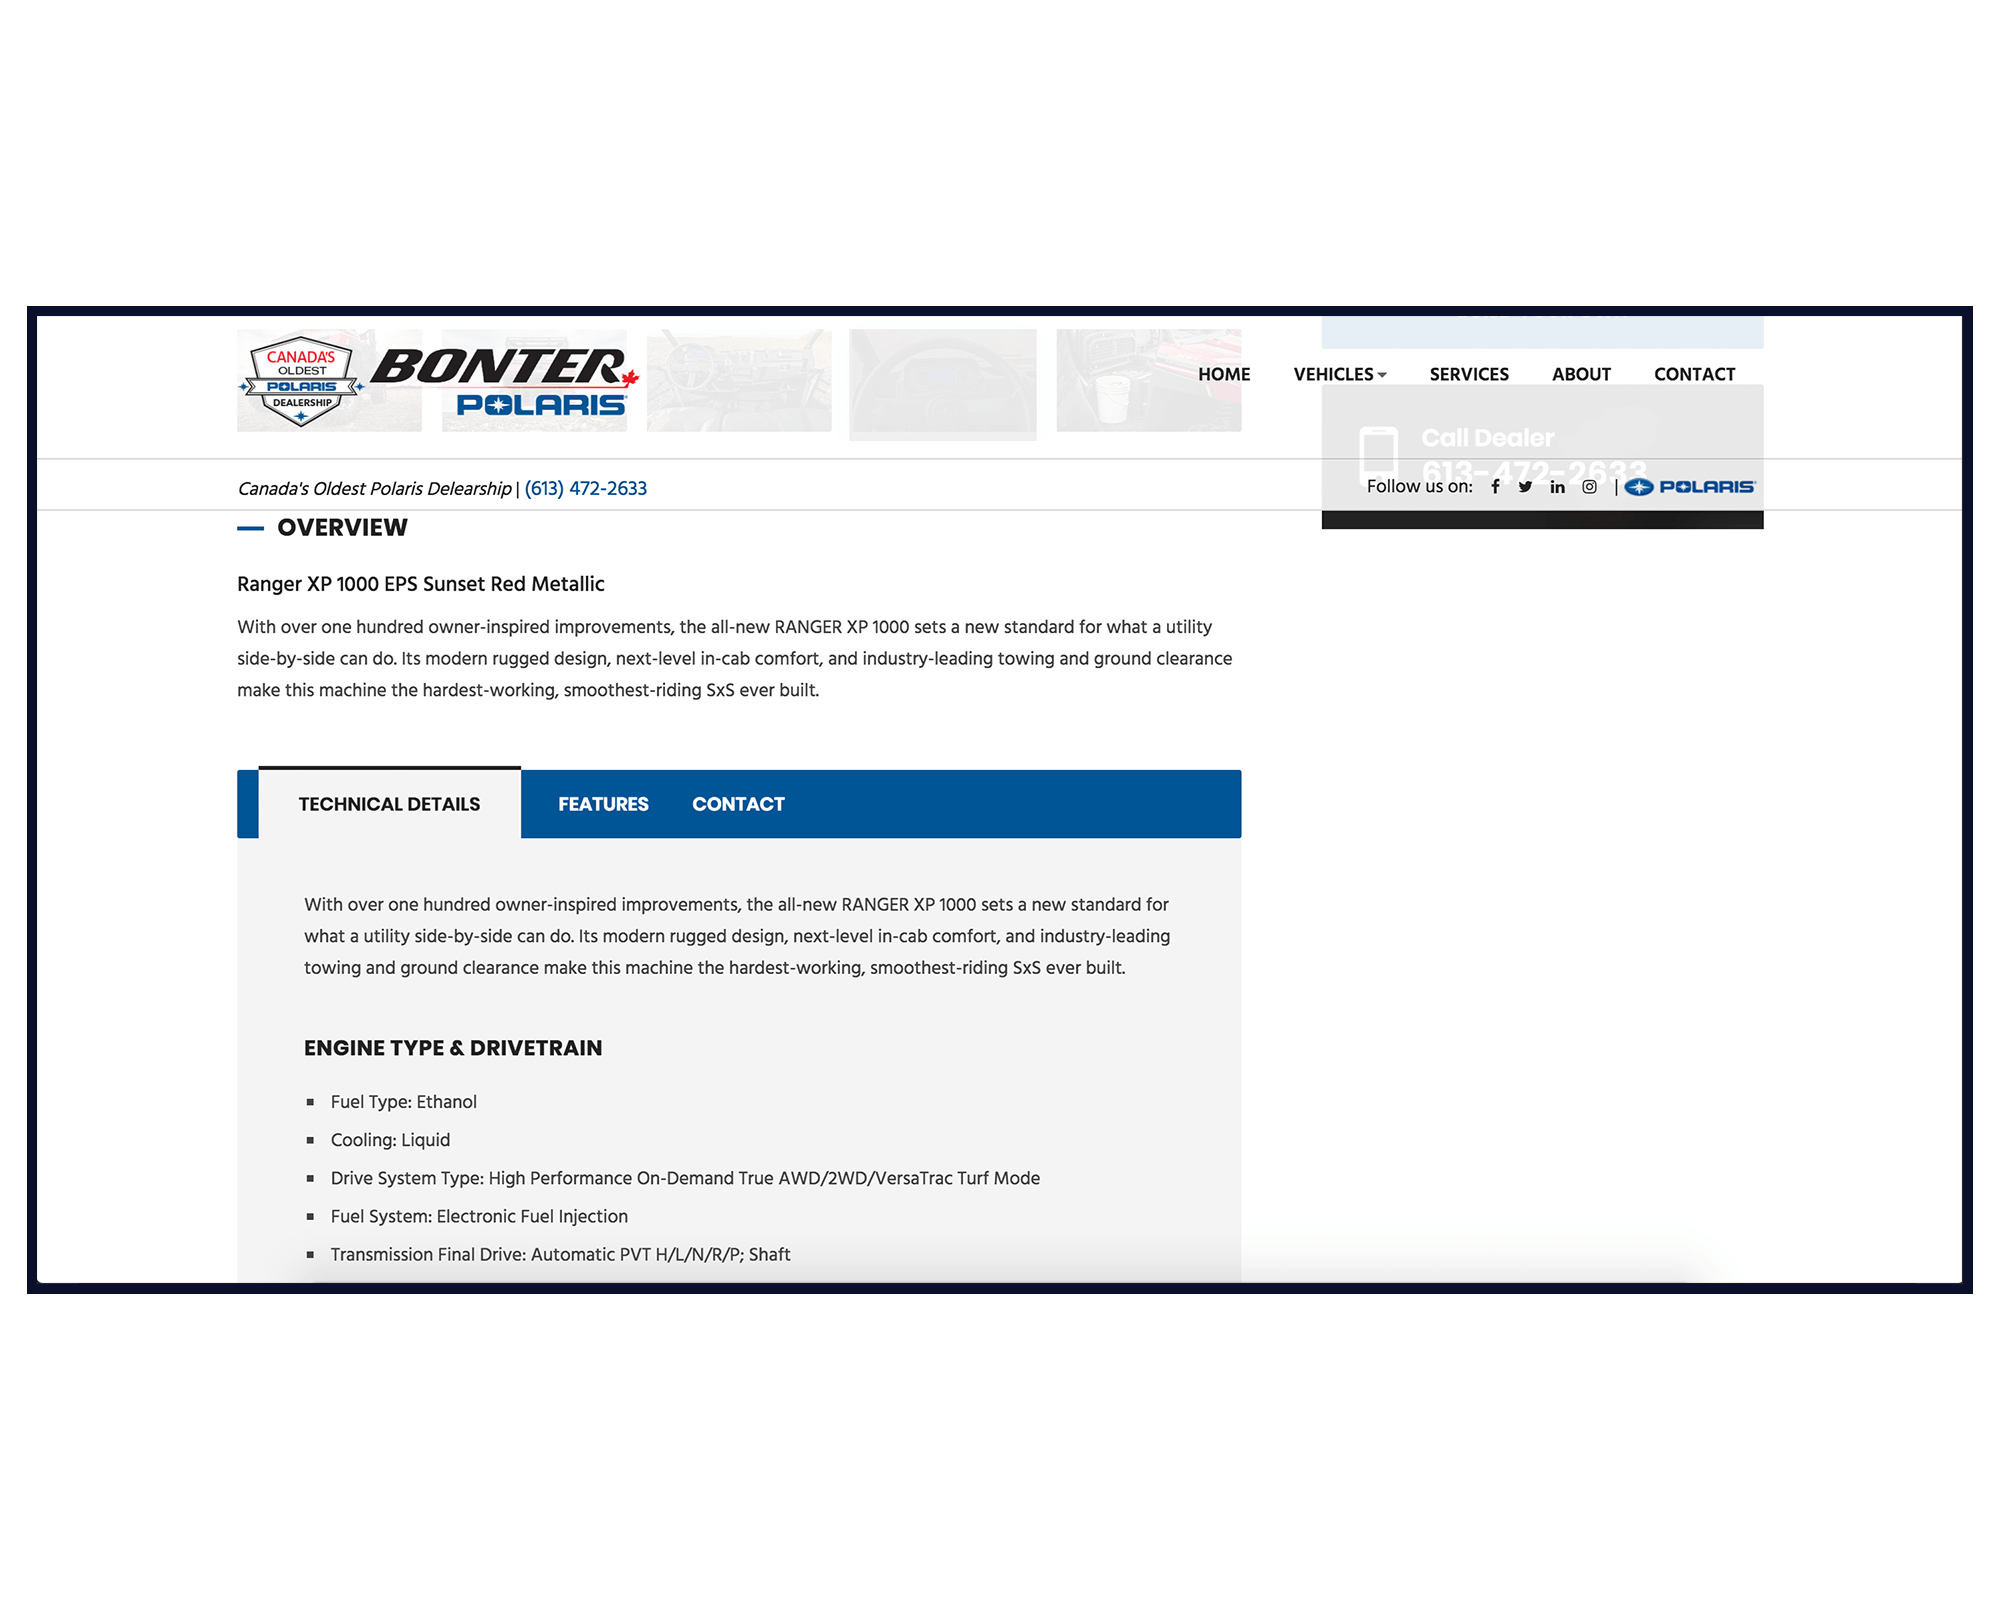 CANADA'S
OLDEST
POLARIS
DEALERSHIP
BONTER
POLARIS
HOME VEHICLES SERVICES ABOUT CONTACT
Call Dealer
613-472-2633
Canada's Oldest Polaris Delearship | (613) 472-2633
Follow us on: | POLARIS
OVERVIEW
Ranger XP 1000 EPS Sunset Red Metallic
With over one hundred owner-inspired improvements, the all-new RANGER XP 1000 sets a new standard for what a utility
side-by-side can do. Its modern rugged design, next-level in-cab comfort, and industry-leading towing and ground clearance
make this machine the hardest-working, smoothest-riding SxS ever built.
TECHNICAL DETAILS FEATURES CONTACT
With over one hundred owner-inspired improvements, the all-new RANGER XP 1000 sets a new standard for
what a utility side-by-side can do. Its modern rugged design, next-level in-cab comfort, and industry-leading
towing and ground clearance make this machine the hardest-working, smoothest-riding SxS ever built.
ENGINE TYPE & DRIVETRAIN
▪ Fuel Type: Ethanol
▪ Cooling: Liquid
▪ Drive System Type: High Performance On-Demand True AWD/2WD/VersaTrac Turf Mode
▪ Fuel System: Electronic Fuel Injection
▪ Transmission Final Drive: Automatic PVT H/L/N/R/P; Shaft